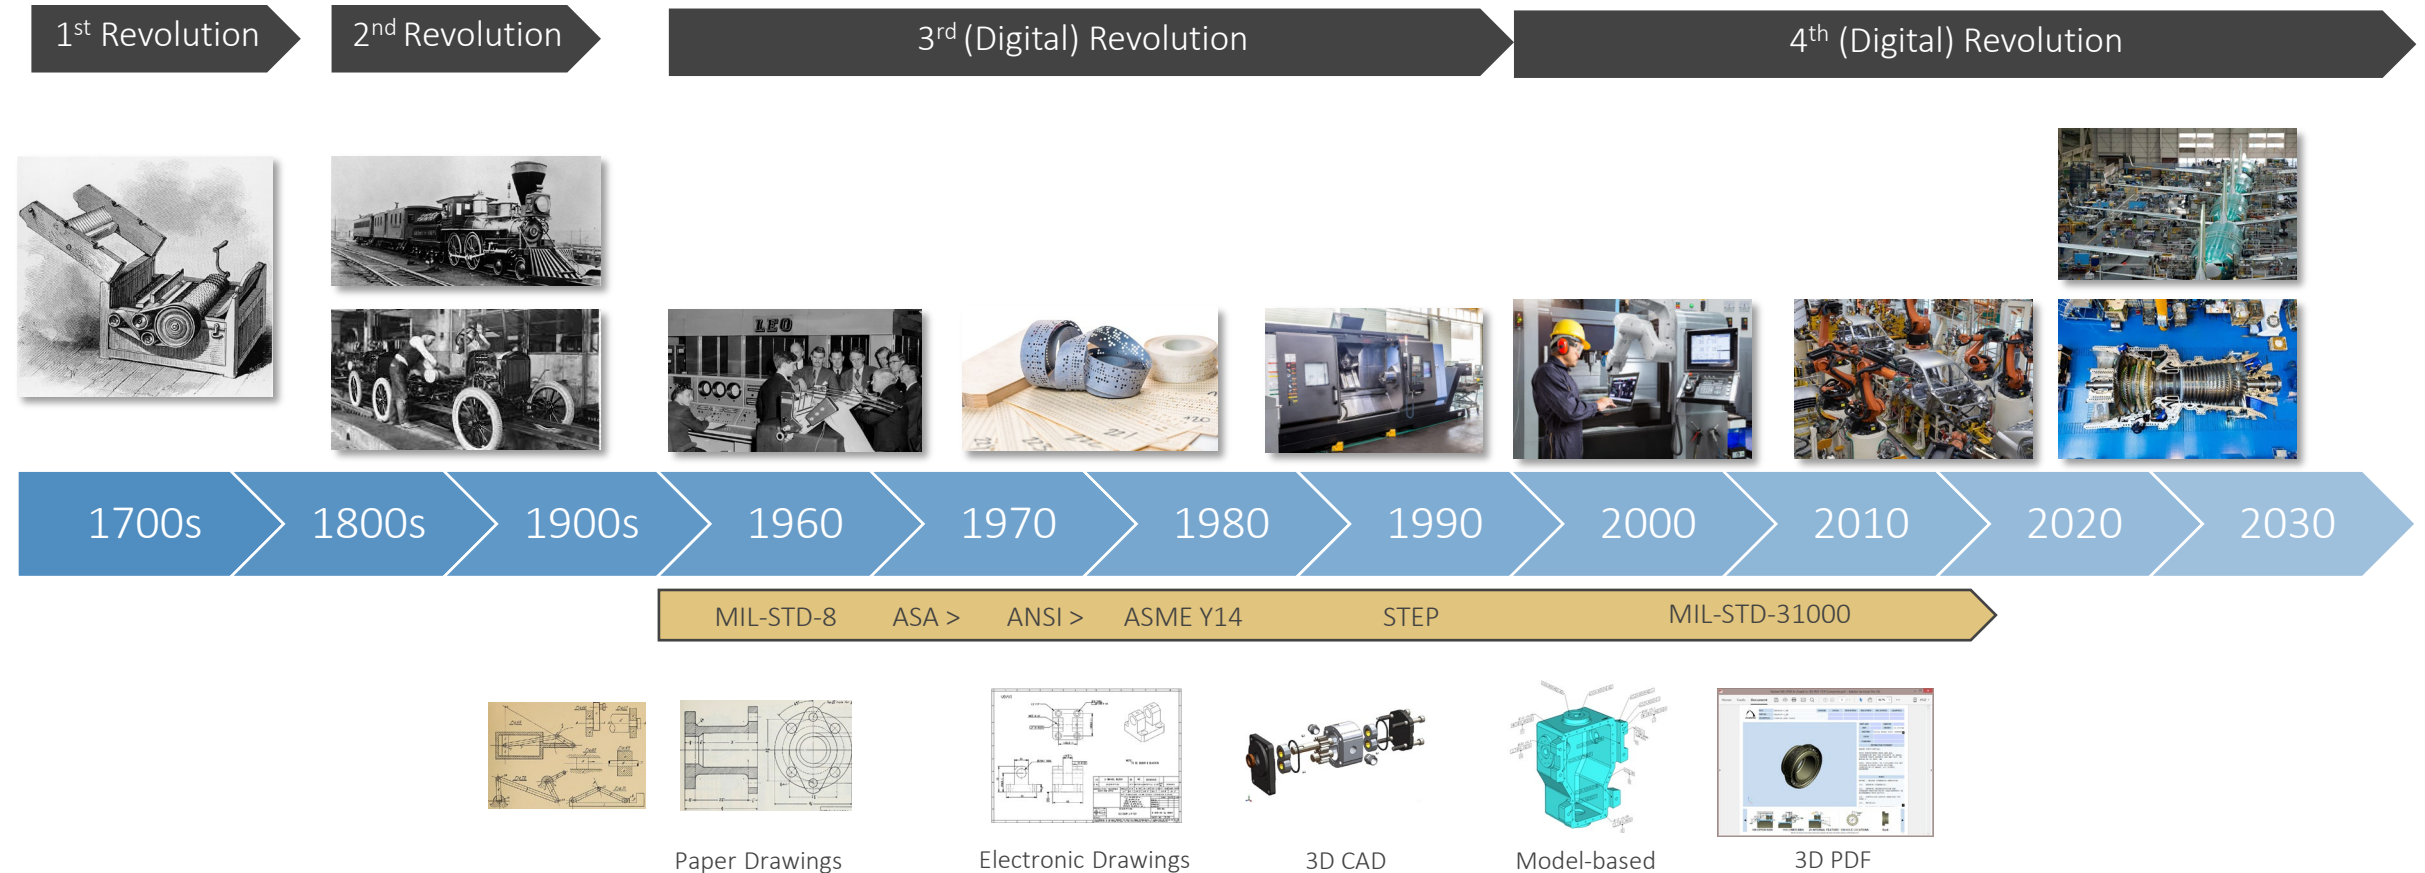 1st Revolution
2nd Revolution
3rd (Digital) Revolution
4th (Digital) Revolution
LEO
1700s
1800s
1900s
1960
1970
1980
1990
2000
2010
2020
2030
MIL-STD-8
ASA >
ANSI >
ASME Y14
STEP
MIL-STD-31000
Paper Drawings
Electronic Drawings
3D CAD
Model-based
3D PDF